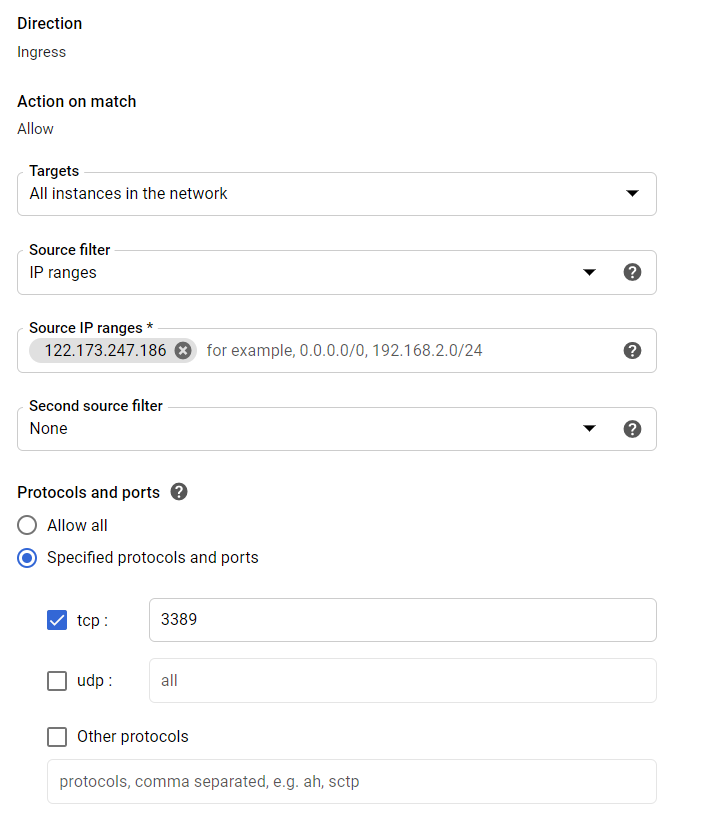 Direction
Ingress
Action on match
Allow
Targets
All instances in the network
Source filter
IP ranges
Source IP ranges *
122.173.247.186 for example, 0.0.0.0/0, 192.168.2.0/24
Second source filter
None
Protocols and ports
Allow all
Specified protocols and ports
tcp : 3389
udp : all
Other protocols
protocols, comma separated, e.g. ah, sctp